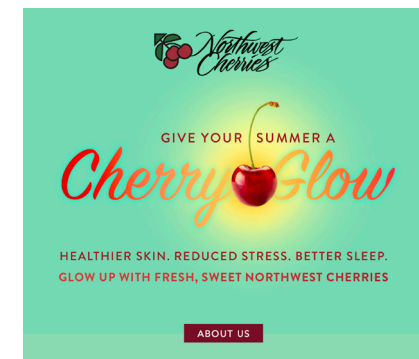 Northwest
Cherries
GIVE YOUR SUMMER A
Cherry Glow
HEALTHIER SKIN. REDUCED STRESS. BETTER SLEEP.
GLOW UP WITH FRESH, SWEET NORTHWEST CHERRIES
ABOUT US